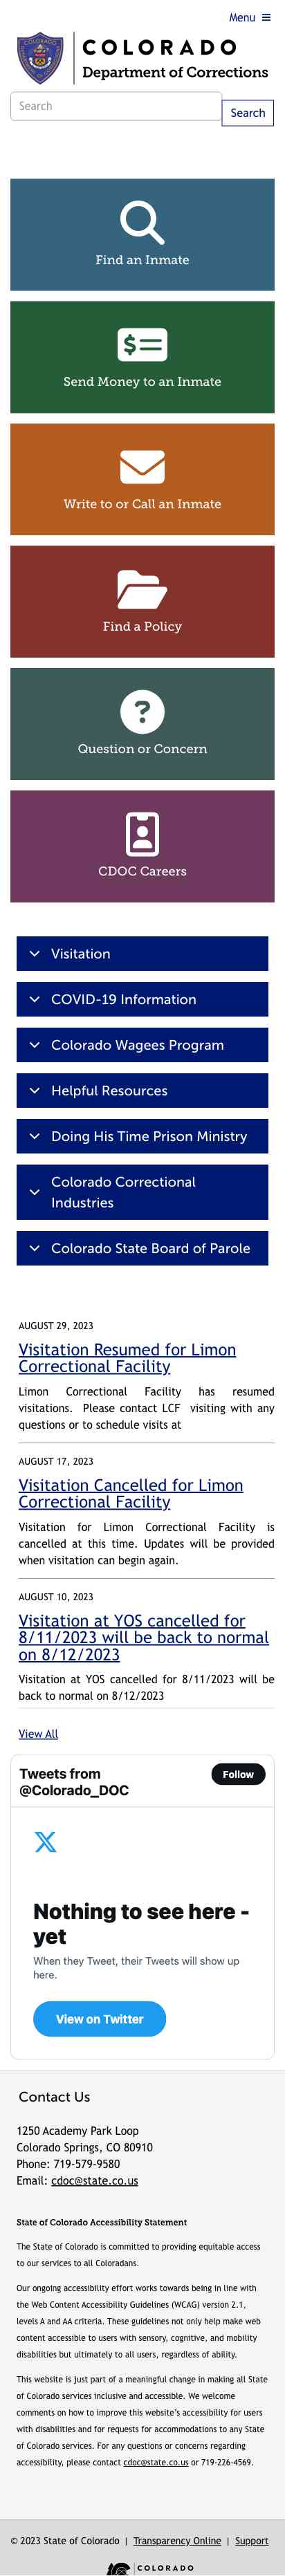 Menu
COLORADO
Department of Corrections
Search
Search
Find an Inmate
Send Money to an Inmate
Write to or Call an Inmate
Find a Policy
Question or Concern
CDOC Careers
Visitation
COVID-19 Information
Colorado Wagees Program
Helpful Resources
Doing His Time Prison Ministry
Colorado Correctional
Industries
Colorado State Board of Parole
AUGUST 29, 2023
Visitation Resumed for Limon
Correctional Facility
Limon Correctional Facility has resumed
visitations. Please contact LCF visiting with any
questions or to schedule visits at
AUGUST 17, 2023
Visitation Cancelled for Limon
Correctional Facility
Visitation for Limon Correctional Facility is
cancelled at this time. Updates will be provided
when visitation can begin again.
AUGUST 10, 2023
Visitation at YOS cancelled for
8/11/2023 will be back to normal
on 8/12/2023
Visitation at YOS cancelled for 8/11/2023 will be
back to normal on 8/12/2023
View All
Tweets from
@Colorado_DOC
Follow
Nothing to see here -
yet
When they Tweet, their Tweets will show up
here.
View on Twitter
Contact Us
1250 Academy Park Loop
Colorado Springs, CO 80910
Phone: 719-579-9580
Email: cdoc@state.co.us
State of Colorado Accessibility Statement
The State of Colorado is committed to providing equitable access
to our services to all Coloradans.
Our ongoing accessibility effort works towards being in line with
the Web Content Accessibility Guidelines (WCAG) version 2.1,
levels A and AA criteria. These guidelines not only help make web
content accessible to users with sensory, cognitive, and mobility
disabilities but ultimately to all users, regardless of ability.
This website is just part of a meaningful change in making all State
of Colorado services inclusive and accessible. We welcome
comments on how to improve this website's accessibility for users
with disabilities and for requests for accommodations to any State
of Colorado services. For any questions or concerns regarding
accessibility, please contact cdoc@state.co.us or 719-226-4569.
© 2023 State of Colorado | Transparency Online | Support
COLORADO